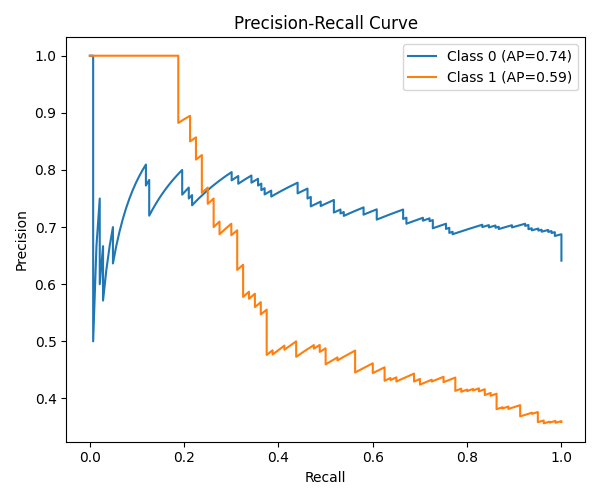 Precision-Recall Curve
Class 0 (AP=0.74)
Class 1 (AP=0.59)
Precision
1.0
0.9
0.8
0.7
0.6
0.5
0.4
0.0 0.2 0.4 0.6 0.8 1.0
Recall